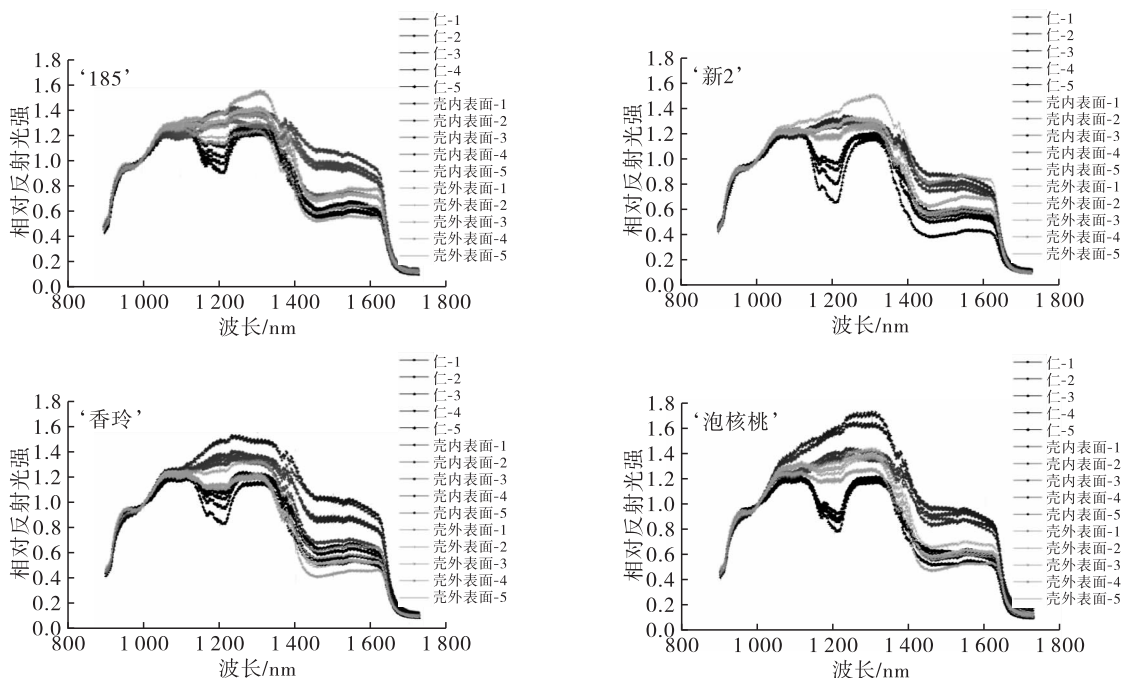 仁-1
仁-2
仁-3
仁-4
仁-5
壳内表面-1
壳内表面-2
壳内表面-3
壳内表面-4
壳内表面-5
壳外表面-1
壳外表面-2
壳外表面-3
壳外表面-4
壳外表面-5
‘185’
相对反射光强
1.8
1.6
1.4
1.2
1.0
0.8
0.6
0.4
0.2
0.0
800 1 000 1 200 1 400 1 600 1 800
波长/nm
仁-1
仁-2
仁-3
仁-4
仁-5
壳内表面-1
壳内表面-2
壳内表面-3
壳内表面-4
壳内表面-5
壳外表面-1
壳外表面-2
壳外表面-3
壳外表面-4
壳外表面-5
‘新2’
相对反射光强
1.8
1.6
1.4
1.2
1.0
0.8
0.6
0.4
0.2
0.0
800 1 000 1 200 1 400 1 600 1 800
波长/nm
仁-1
仁-2
仁-3
仁-4
仁-5
壳内表面-1
壳内表面-2
壳内表面-3
壳内表面-4
壳内表面-5
壳外表面-1
壳外表面-2
壳外表面-3
壳外表面-4
壳外表面-5
‘香玲’
相对反射光强
1.8
1.6
1.4
1.2
1.0
0.8
0.6
0.4
0.2
0.0
800 1 000 1 200 1 400 1 600 1 800
波长/nm
仁-1
仁-2
仁-3
仁-4
仁-5
壳内表面-1
壳内表面-2
壳内表面-3
壳内表面-4
壳内表面-5
壳外表面-1
壳外表面-2
壳外表面-3
壳外表面-4
壳外表面-5
‘泡核桃’
相对反射光强
1.8
1.6
1.4
1.2
1.0
0.8
0.6
0.4
0.2
0.0
800 1 000 1 200 1 400 1 600 1 800
波长/nm